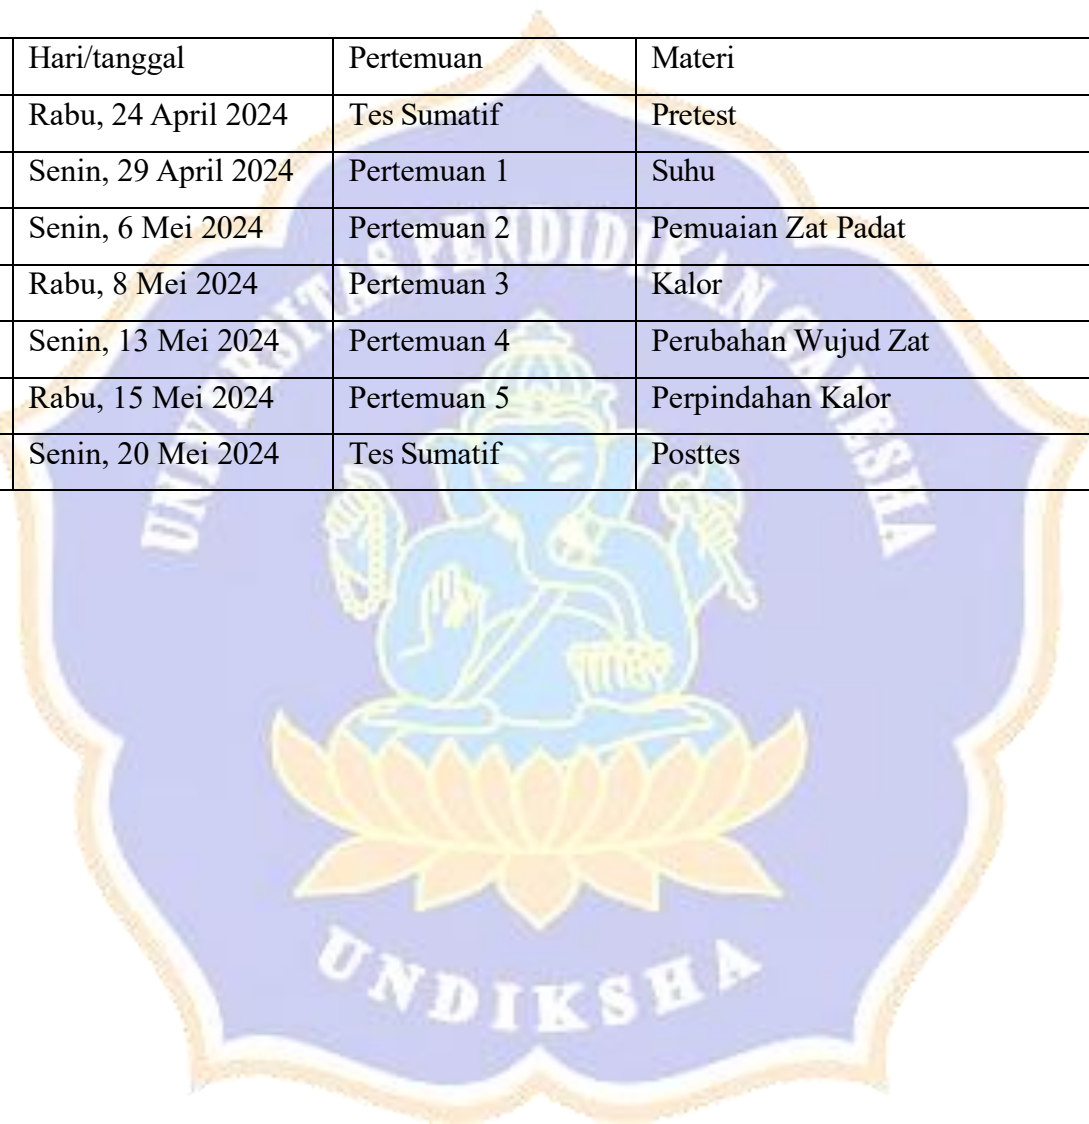 Hari/tanggal Pertemuan Materi
Rabu, 24 April 2024 Tes Sumatif Pretest
Senin, 29 April 2024 Pertemuan 1 Suhu
Senin, 6 Mei 2024 Pertemuan 2 Pemuaian Zat Padat
Rabu, 8 Mei 2024 Pertemuan 3 Kalor
Senin, 13 Mei 2024 Pertemuan 4 Perubahan Wujud Zat
Rabu, 15 Mei 2024 Pertemuan 5 Perpindahan Kalor
Senin, 20 Mei 2024 Tes Sumatif Posttes
UNIVERSITAS PENDIDIKAN GANESHA
UNDIKSHA